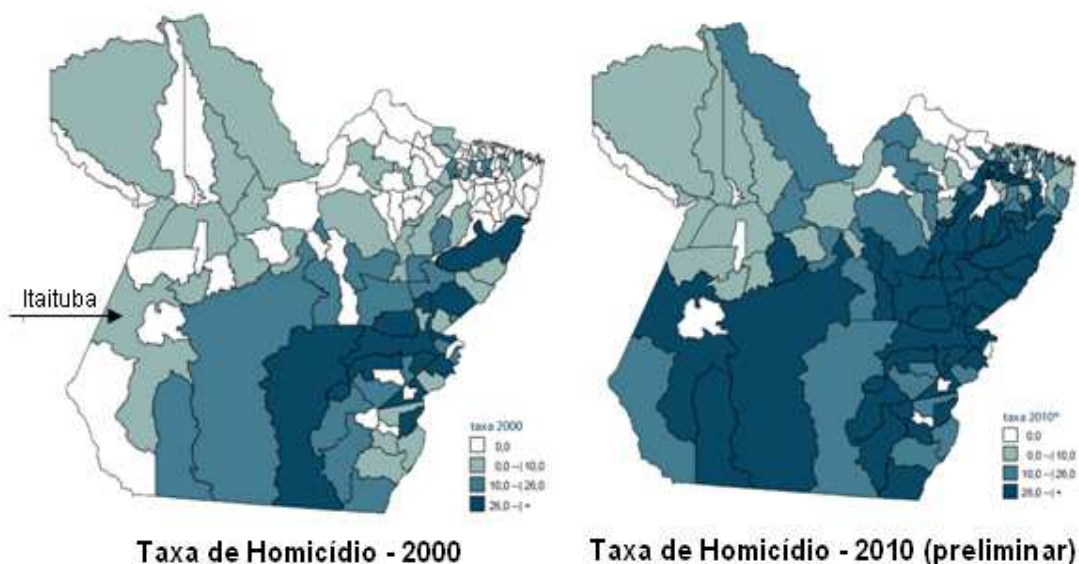 Itaituba
taxa 2000
0,0
0,0 --| 10,0
10,0 --| 26,0
26,0 --| +
Taxa de Homicídio - 2000
taxa 2010*
0,0
0,0 --| 10,0
10,0 --| 26,0
26,0 --| +
Taxa de Homicídio - 2010 (preliminar)